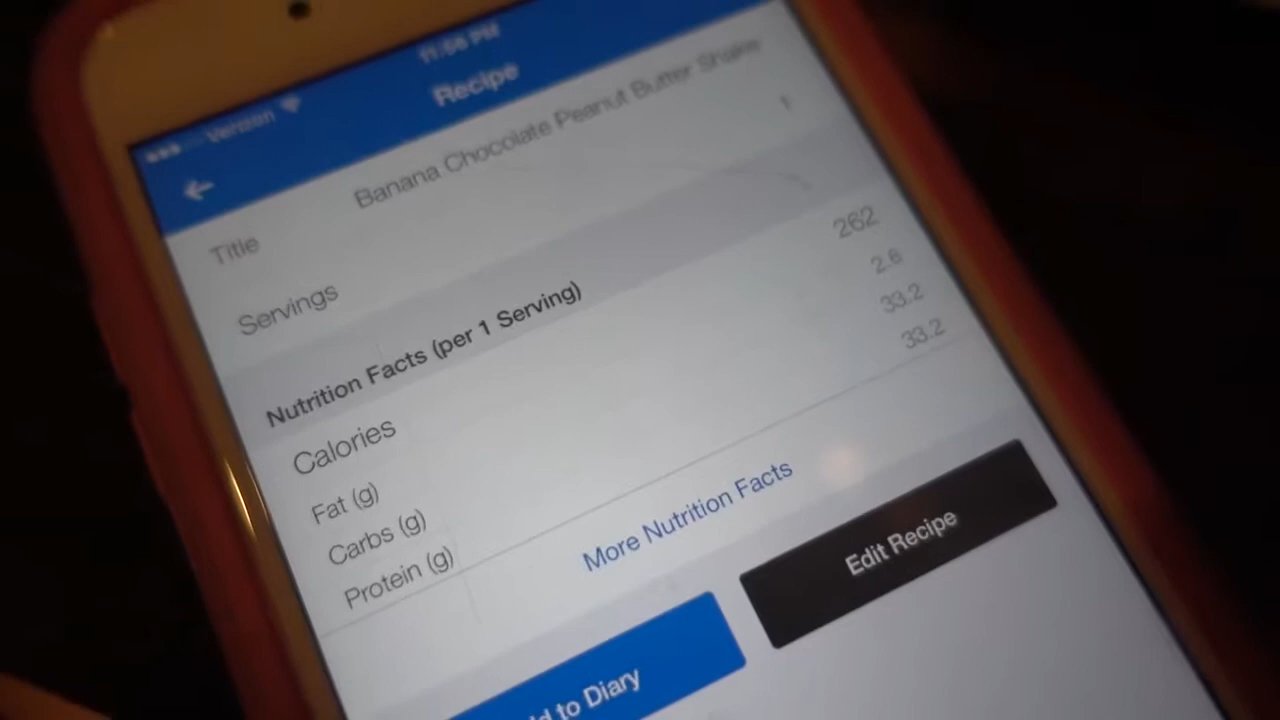 Verizon 11:56 PM
Recipe
Title Banana Chocolate Peanut Butter Shake
Servings 1
Nutrition Facts (per 1 Serving)
Calories 262
Fat (g) 2.6
Carbs (g) 33.2
Protein (g) 33.2
More Nutrition Facts
to Diary
Edit Recipe